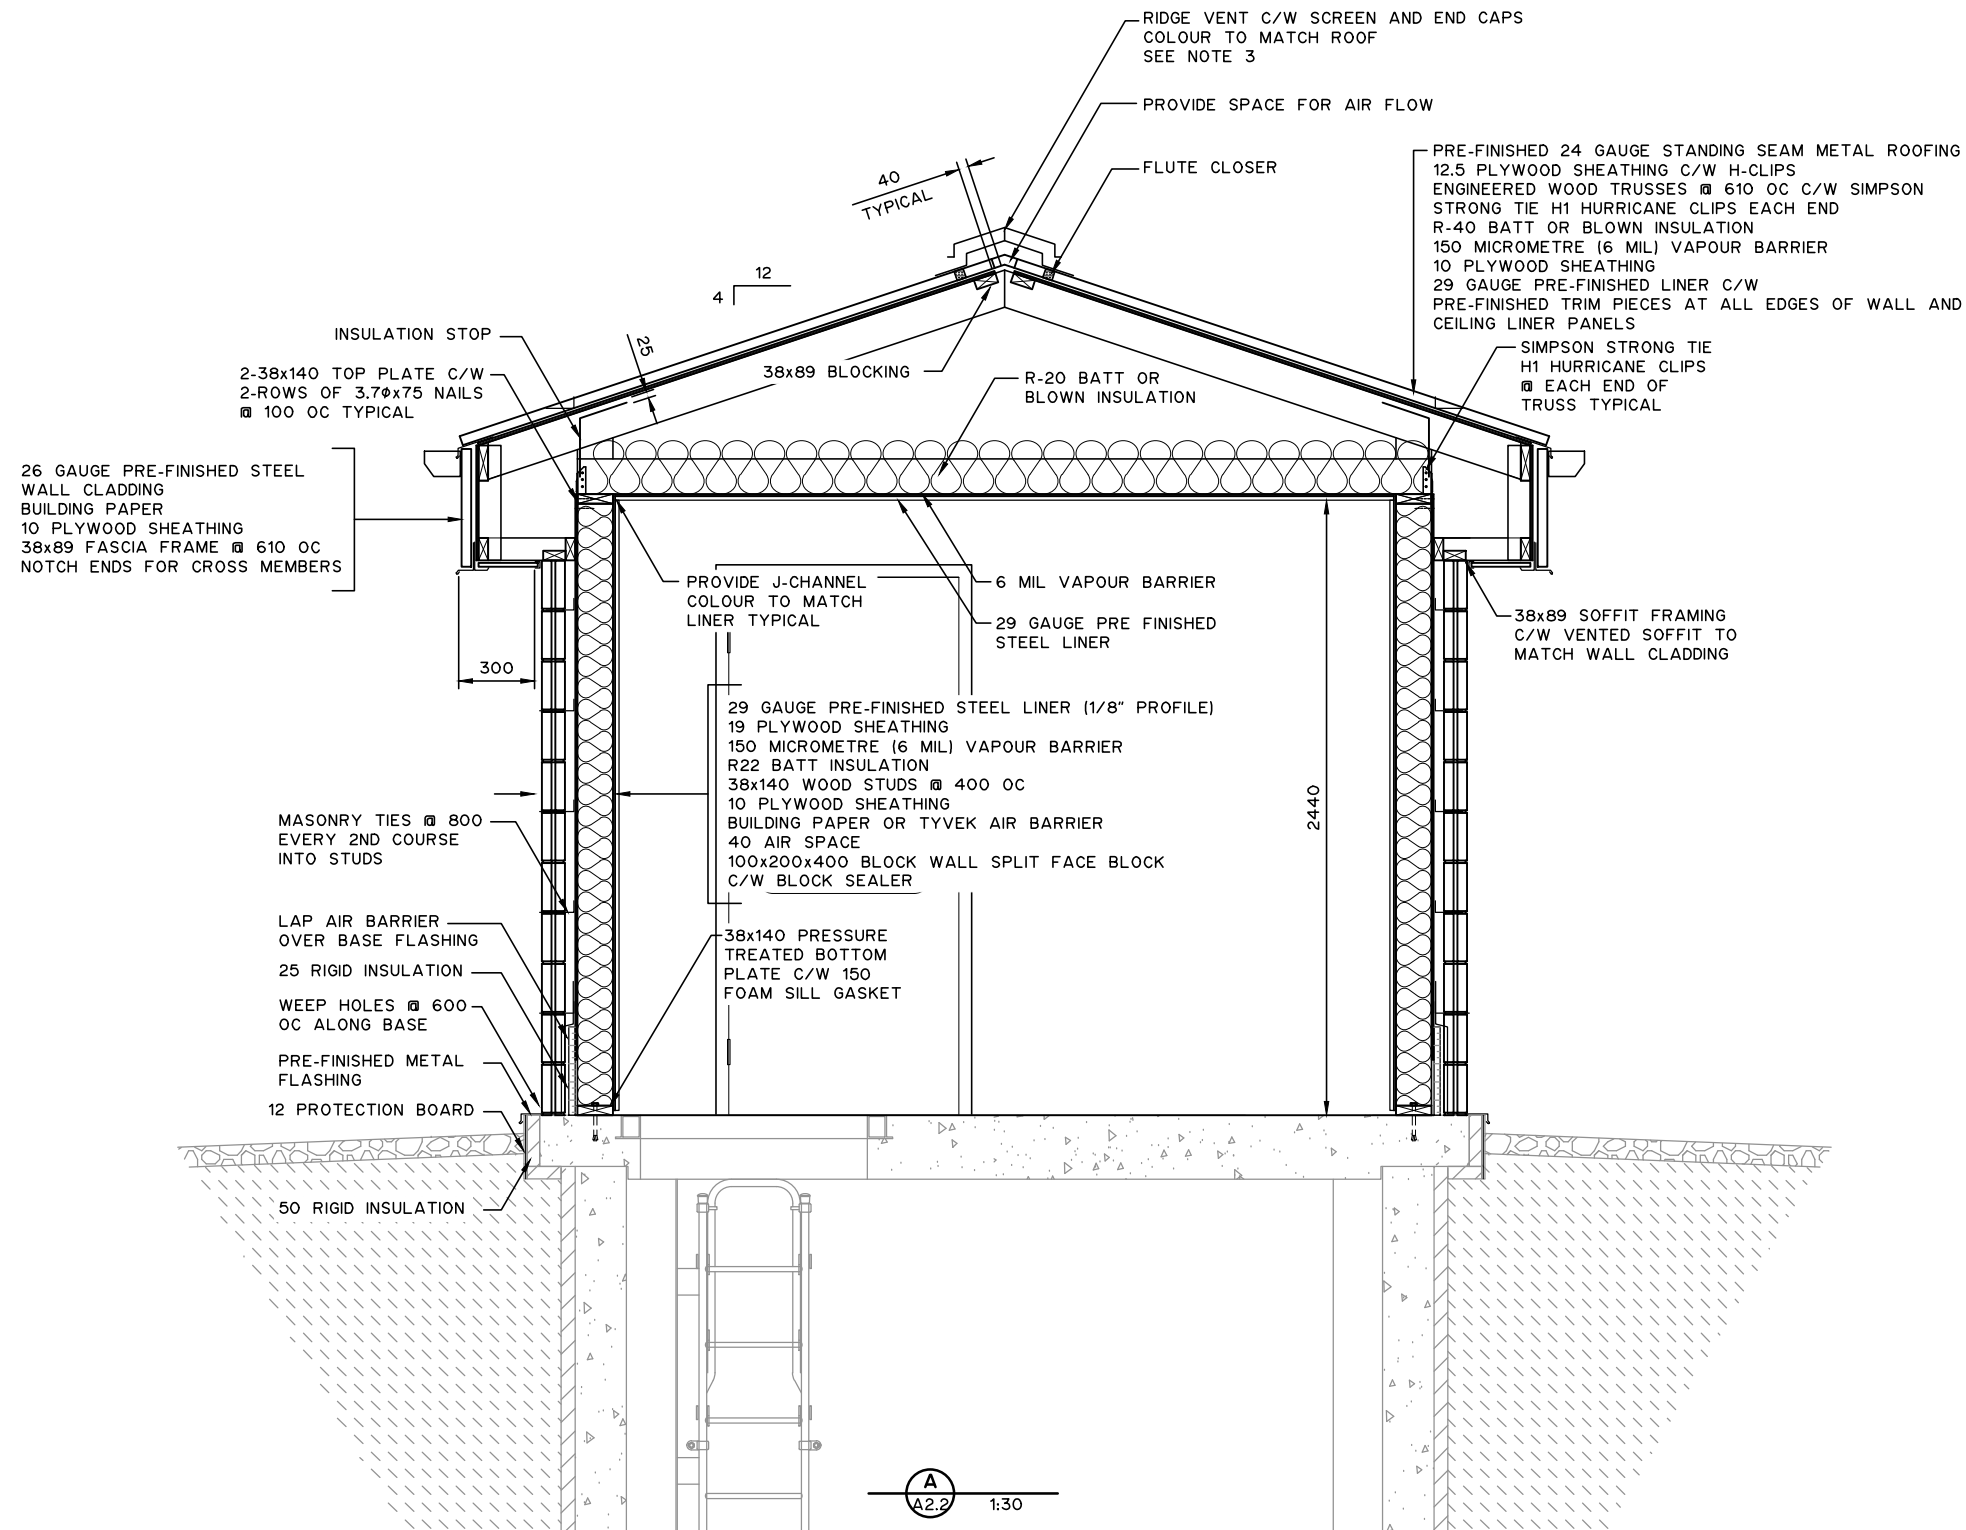 RIDGE VENT C/W SCREEN AND END CAPS
COLOUR TO MATCH ROOF
SEE NOTE 3
PROVIDE SPACE FOR AIR FLOW
FLUTE CLOSER
40
TYPICAL
PRE-FINISHED 24 GAUGE STANDING SEAM METAL ROOFING
12.5 PLYWOOD SHEATHING C/W H-CLIPS
ENGINEERED WOOD TRUSSES @ 610 OC C/W SIMPSON
STRONG TIE H1 HURRICANE CLIPS EACH END
R-40 BATT OR BLOWN INSULATION
150 MICROMETRE (6 MIL) VAPOUR BARRIER
10 PLYWOOD SHEATHING
29 GAUGE PRE-FINISHED LINER C/W
PRE-FINISHED TRIM PIECES AT ALL EDGES OF WALL AND
CEILING LINER PANELS
12
4
INSULATION STOP
25
2-38x140 TOP PLATE C/W
2-ROWS OF 3.7ø x75 NAILS
@ 100 OC TYPICAL
38x89 BLOCKING
R-20 BATT OR
BLOWN INSULATION
SIMPSON STRONG TIE
H1 HURRICANE CLIPS
@ EACH END OF
TRUSS TYPICAL
26 GAUGE PRE-FINISHED STEEL
WALL CLADDING
BUILDING PAPER
10 PLYWOOD SHEATHING
38x89 FASCIA FRAME @ 610 OC
NOTCH ENDS FOR CROSS MEMBERS
PROVIDE J-CHANNEL
COLOUR TO MATCH
LINER TYPICAL
6 MIL VAPOUR BARRIER
29 GAUGE PRE FINISHED
STEEL LINER
38x89 SOFFIT FRAMING
C/W VENTED SOFFIT TO
MATCH WALL CLADDING
300
29 GAUGE PRE-FINISHED STEEL LINER (1/8" PROFILE)
19 PLYWOOD SHEATHING
150 MICROMETRE (6 MIL) VAPOUR BARRIER
R22 BATT INSULATION
38x140 WOOD STUDS @ 400 OC
10 PLYWOOD SHEATHING
BUILDING PAPER OR TYVEK AIR BARRIER
40 AIR SPACE
100x200x400 BLOCK WALL SPLIT FACE BLOCK
C/W BLOCK SEALER
2440
MASONRY TIES @ 800
EVERY 2ND COURSE
INTO STUDS
LAP AIR BARRIER
OVER BASE FLASHING
38x140 PRESSURE
TREATED BOTTOM
PLATE C/W 150
FOAM SILL GASKET
25 RIGID INSULATION
WEEP HOLES @ 600
OC ALONG BASE
PRE-FINISHED METAL
FLASHING
12 PROTECTION BOARD
50 RIGID INSULATION
A
A2.2
1:30